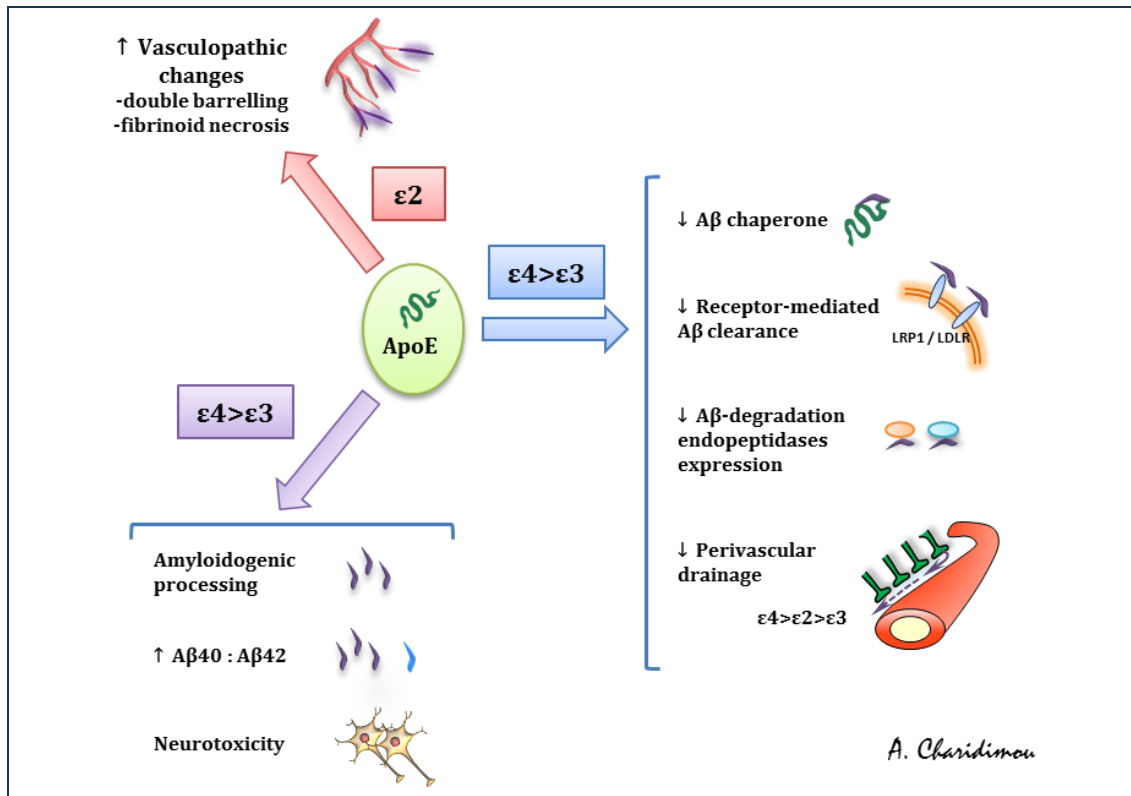 ↑ Vasculopathic
changes
-double barrelling
-fibrinoid necrosis
ε2
ε4>ε3
ApoE
ε4>ε3
↓ Aβ chaperone
↓ Receptor-mediated
Aβ clearance
LRP1 / LDLR
↓ Aβ-degradation
endopeptidases
expression
↓ Perivascular
drainage
ε4>ε2>ε3
Amyloidogenic
processing
↑ Aβ40 : Aβ42
Neurotoxicity
A. Charidimou